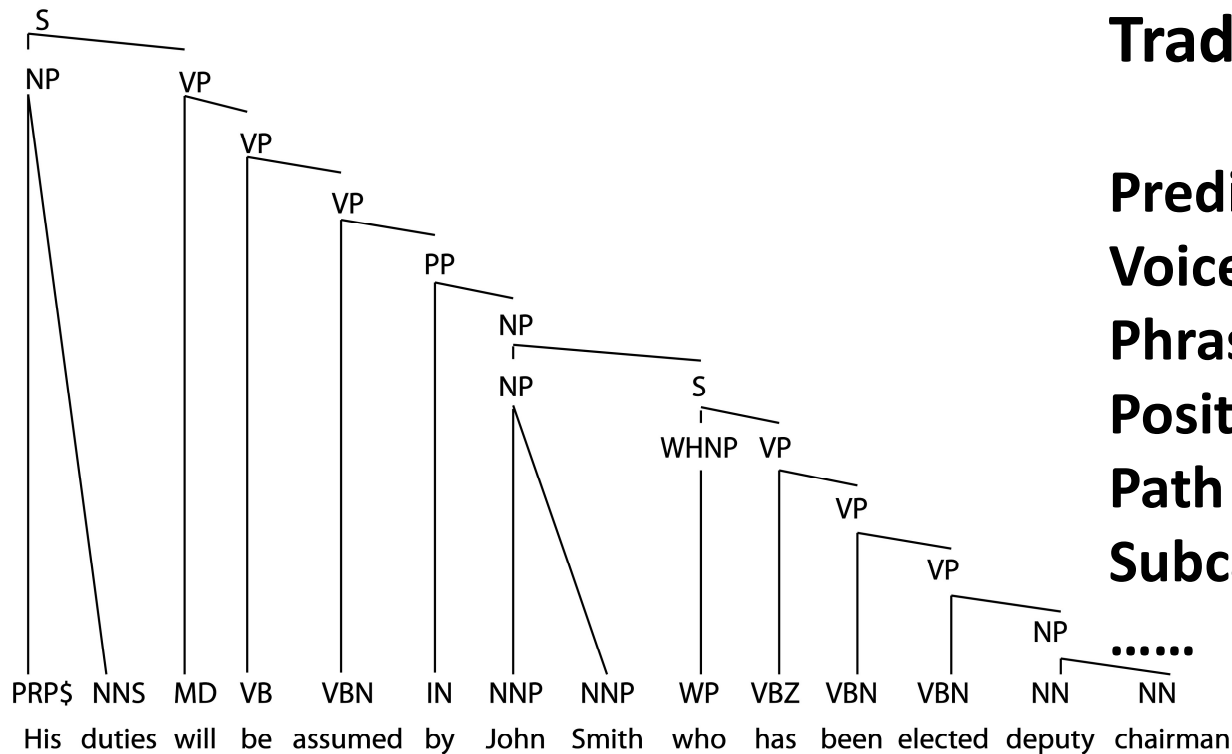 S
NP VP
VP
VP
PP
NP
NP S
WHNP VP
VP
VP
NP
PRP$ NNS MD VB VBN IN NNP NNP WP VBZ VBN VBN NN NN
His duties will be assumed by John Smith who has been elected deputy chairman
Trad
Predi
Voice
Phras
Posit
Path
Subc
......